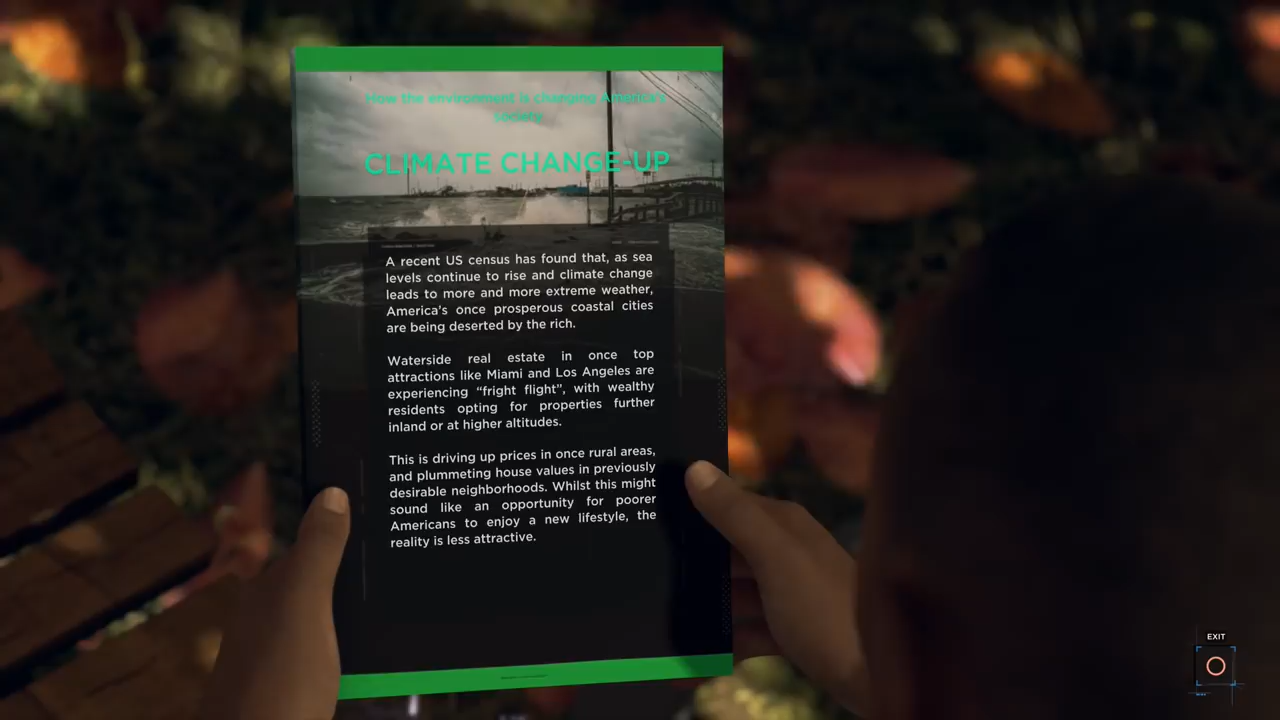 How the environment is changing America's
society
CLIMATE CHANGE-UP
A recent US census has found that, as sea
levels continue to rise and climate change
leads to more and more extreme weather,
America's once prosperous coastal cities
are being deserted by the rich.
Waterside real estate in once top
attractions like Miami and Los Angeles are
experiencing “fright flight”, with wealthy
residents opting for properties further
inland or at higher altitudes.
This is driving up prices in once rural areas,
and plummeting house values in previously
desirable neighborhoods. Whilst this might
sound like an opportunity for poorer
Americans to enjoy a new lifestyle, the
reality is less attractive.
EXIT